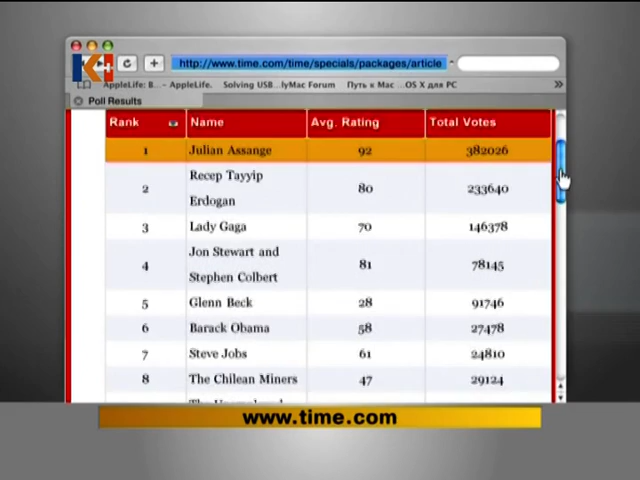 K+
http://www.time.com/time/specials/packages/article
AppleLife: B... - AppleLife. Solving USB...lyMac Forum Путь к Mac ...OS X для PC
Poll Results
Rank Name Avg. Rating Total Votes
1 Julian Assange 92 382026
2 Recep Tayyip Erdogan 80 233640
3 Lady Gaga 70 146378
4 Jon Stewart and Stephen Colbert 81 78145
5 Glenn Beck 28 91746
6 Barack Obama 58 27478
7 Steve Jobs 61 24810
8 The Chilean Miners 47 29124
www.time.com